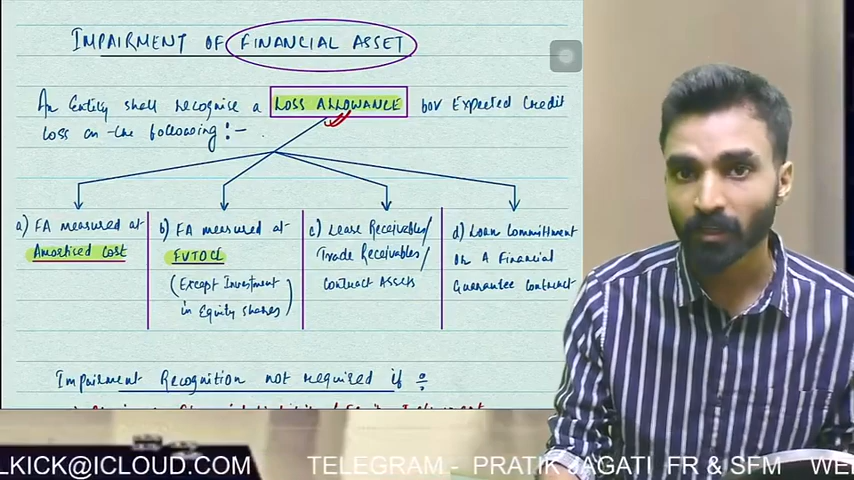 IMPAIRMENT OF FINANCIAL ASSET
An Entity shall recognise a LOSS ALLOWANCE for Expected Credit
loss on the following :-
a) FA measured at
Amortised Cost
b) FA measured at
FVTOCI
(Except Investment
in Equity shares)
c) Lease Receivables/
Trade Receivables/
Contract Assets
d) Loan Committment
Or A Financial
Guarantee Contract
Impairment Recognition not required if :
LKICK@ICLOUD.COM TELEGRAM - PRATIK JAGATI FR & SFM WE